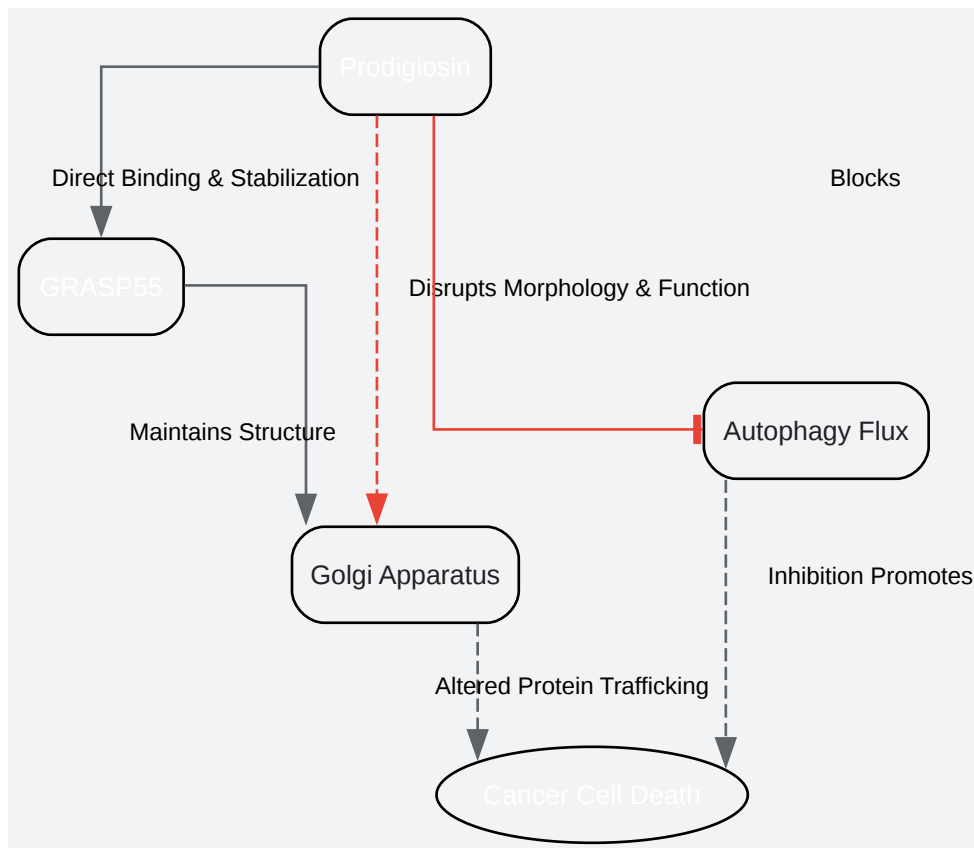 Prodigiosin
Direct Binding & Stabilization
Blocks
GRASP55
Disrupts Morphology & Function
Maintains Structure
Autophagy Flux
Golgi Apparatus
Inhibition Promotes
Altered Protein Trafficking
Cancer Cell Death